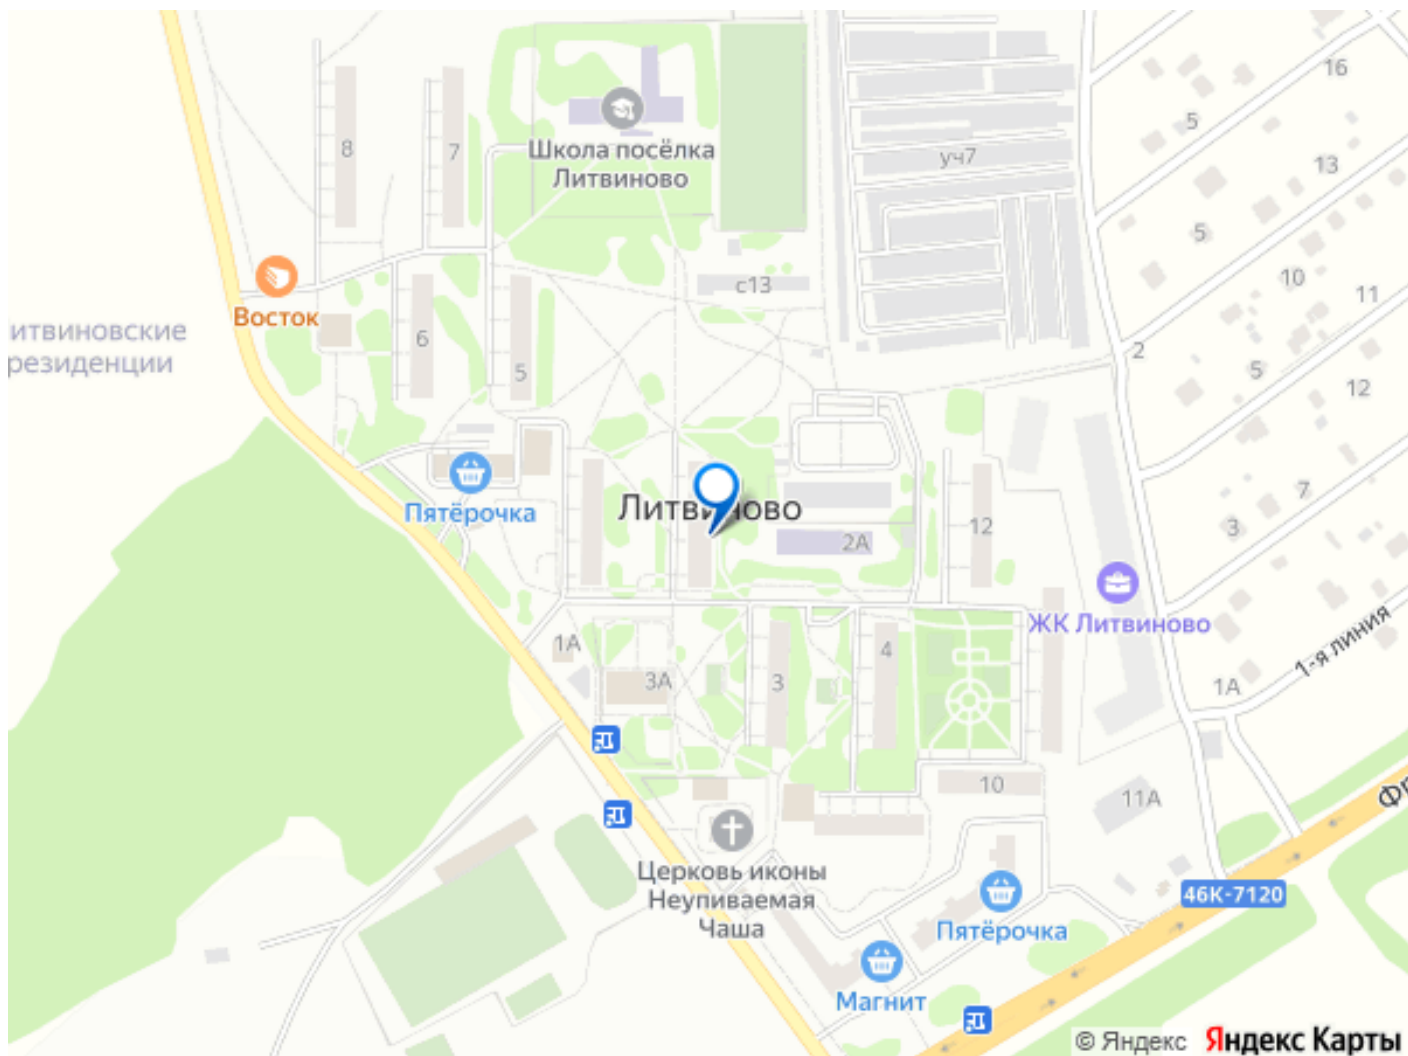 16
5
8
7
Школа посёлка
Литвиново
уч7
13
5
с13
10
11
Восток
итвиновские
резиденции
6
2
5
5
12
Пятёрочка
Литвиново
7
3
12
2А
ЖК Литвиново
1-я линия
1А
3А
3
4
1А
10
11А
Фр
Церковь иконы
Неупиваемая
Чаша
46К-7120
Пятёрочка
Магнит
© Яндекс Яндекс Карты